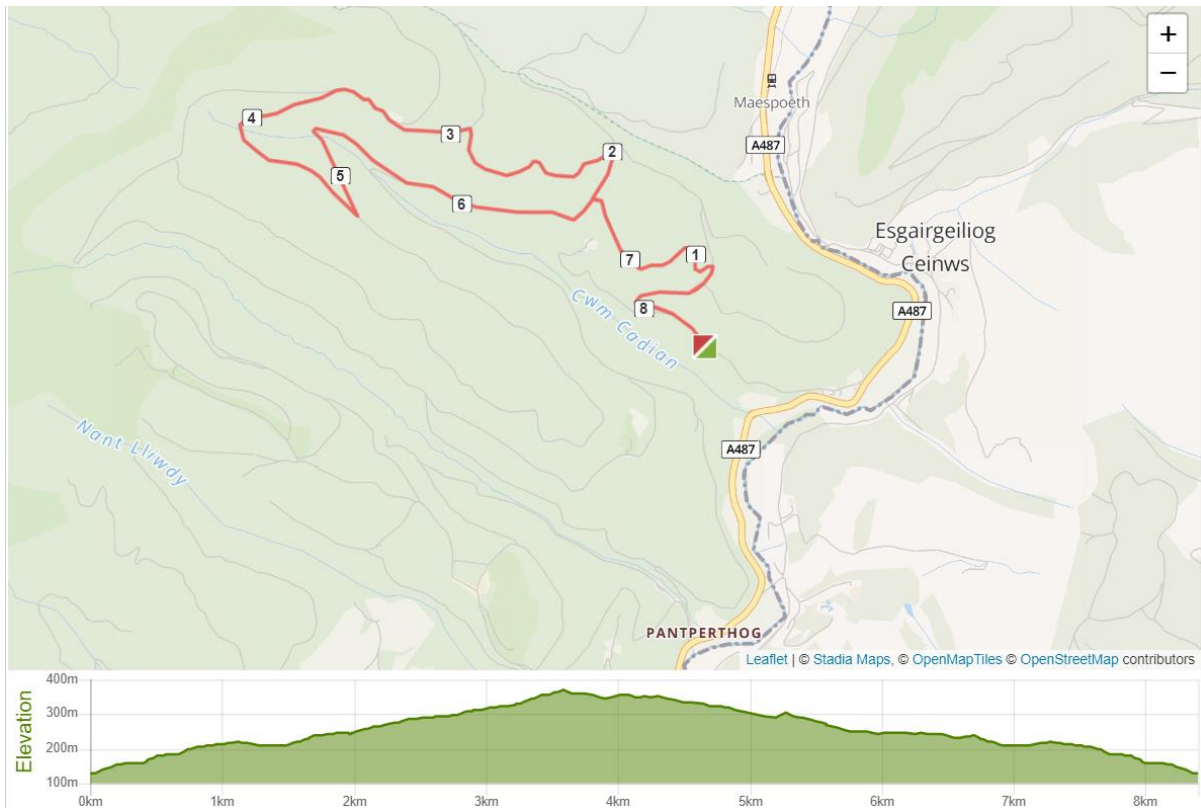 +
−
Maespoeth
A487
4
3
2
5
6
7
1
8
Esgairgeiliog
Ceinws
A487
Cwm Cadian
A487
Nant Lliwdy
PANTPERTHOG
Leaflet | © Stadia Maps, © OpenMapTiles © OpenStreetMap contributors
Elevation
400m
300m
200m
100m
0km 1km 2km 3km 4km 5km 6km 7km 8km